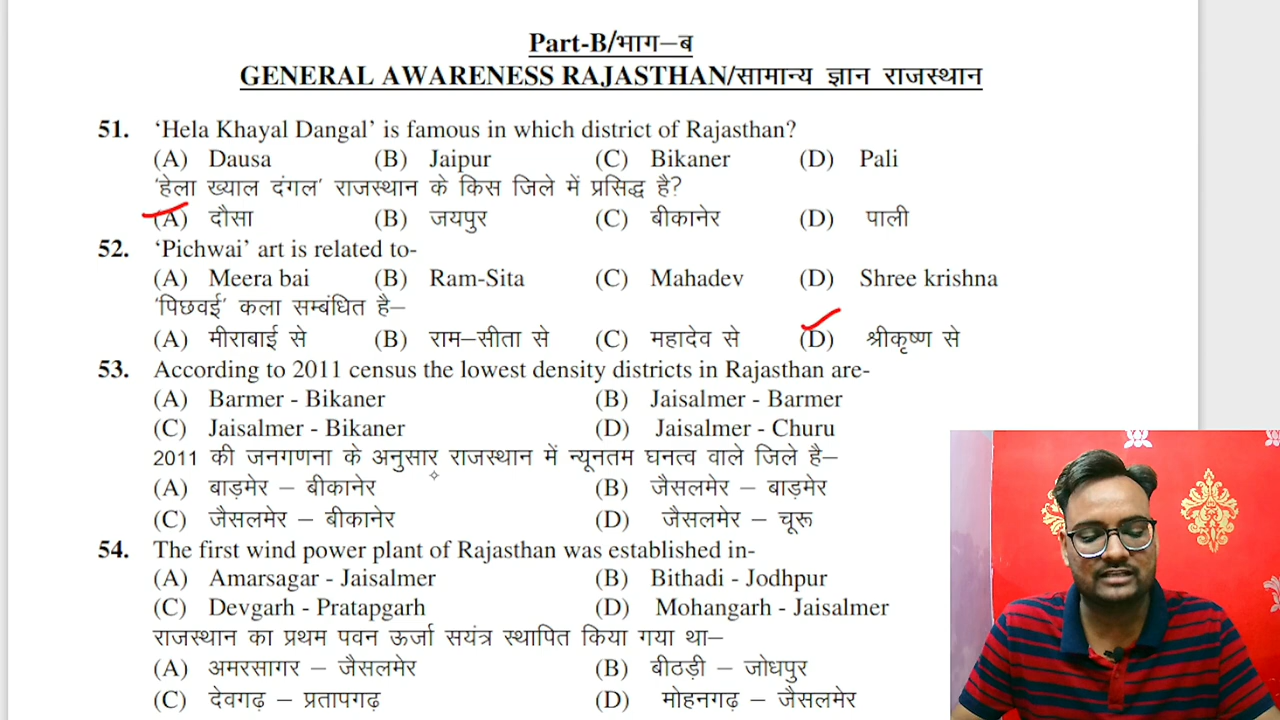 Part-B/भाग–ब
GENERAL AWARENESS RAJASTHAN/सामान्य ज्ञान राजस्थान
51. ‘Hela Khayal Dangal’ is famous in which district of Rajasthan?
(A) Dausa (B) Jaipur (C) Bikaner (D) Pali
‘हेला ख्याल दंगल’ राजस्थान के किस जिले में प्रसिद्ध है?
(A) दौसा (B) जयपुर (C) बीकानेर (D) पाली
52. ‘Pichwai’ art is related to-
(A) Meera bai (B) Ram-Sita (C) Mahadev (D) Shree krishna
‘पिछवई’ कला सम्बंधित है–
(A) मीराबाई से (B) राम–सीता से (C) महादेव से (D) श्रीकृष्ण से
53. According to 2011 census the lowest density districts in Rajasthan are-
(A) Barmer - Bikaner (B) Jaisalmer - Barmer
(C) Jaisalmer - Bikaner (D) Jaisalmer - Churu
2011 की जनगणना के अनुसार राजस्थान में न्यूनतम घनत्व वाले जिले है–
(A) बाड़मेर – बीकानेर (B) जैसलमेर – बाड़मेर
(C) जैसलमेर – बीकानेर (D) जैसलमेर – चूरू
54. The first wind power plant of Rajasthan was established in-
(A) Amarsagar - Jaisalmer (B) Bithadi - Jodhpur
(C) Devgarh - Pratapgarh (D) Mohangarh - Jaisalmer
राजस्थान का प्रथम पवन ऊर्जा सयंत्र स्थापित किया गया था–
(A) अमरसागर – जैसलमेर (B) बीठड़ी – जोधपुर
(C) देवगढ़ – प्रतापगढ़ (D) मोहनगढ़ – जैसलमेर